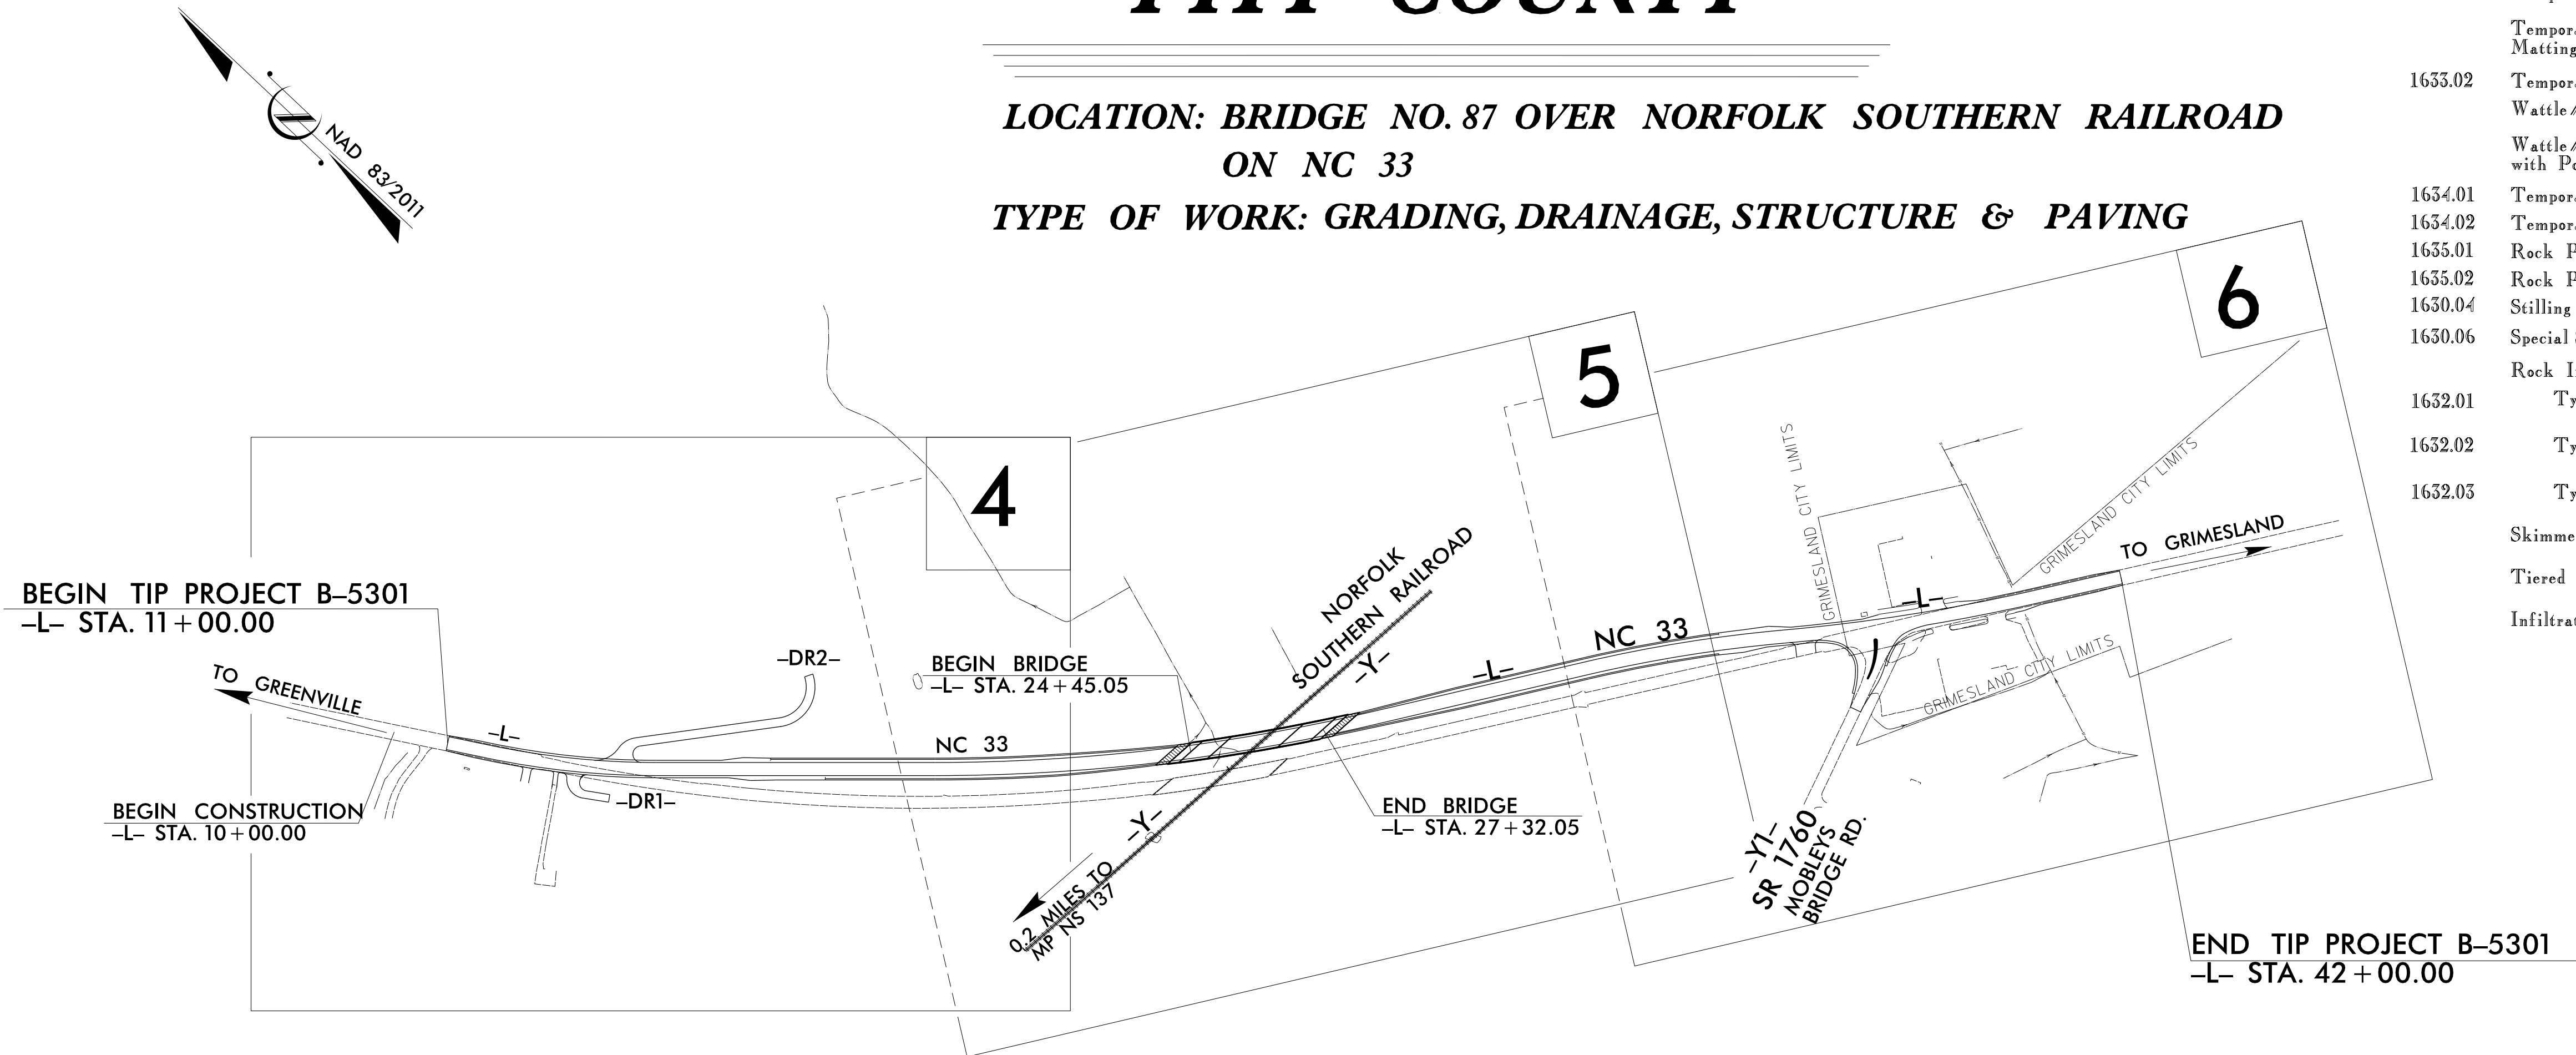 COUNTY
LOCATION: BRIDGE NO. 87 OVER NORFOLK SOUTHERN RAILROAD
ON NC 33
TYPE OF WORK: GRADING, DRAINAGE, STRUCTURE & PAVING
NAD 83/2011
4
5
6
BEGIN TIP PROJECT B-5301
-L- STA. 11+00.00
TO GREENVILLE
BEGIN CONSTRUCTION
-L- STA. 10+00.00
-L-
-DR1-
-DR2-
NC 33
BEGIN BRIDGE
-L- STA. 24+45.05
NORFOLK
SOUTHERN RAILROAD
-Y-
-Y-
0.2 MILES TO
MP NS 137
END BRIDGE
-L- STA. 27+32.05
-L-
NC 33
GRIMESLAND CITY LIMITS
-L-
GRIMESLAND CITY LIMITS
TO GRIMESLAND
GRIMESLAND CITY LIMITS
-Y1-
SR 1760
MOBLEYS
BRIDGE RD.
END TIP PROJECT B-5301
-L- STA. 42+00.00
Matting
1633.02
Wattle/
Wattle/
with
1634.01
1634.02
1635.01 Rock
1635.02 Rock
1630.04 Stilling
1630.06 Special
Rock
1632.01
1632.02
1632.03
Tiered